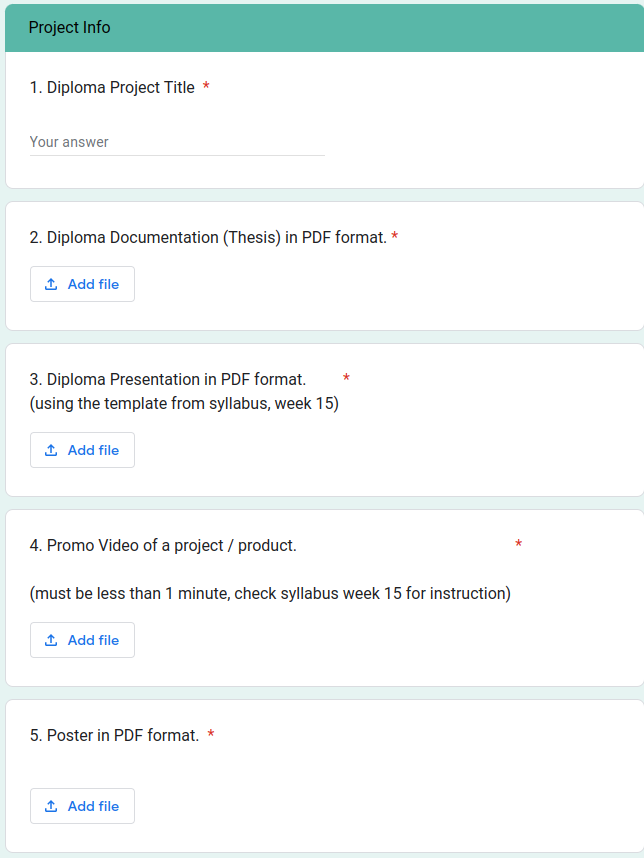 Project Info
1. Diploma Project Title *
Your answer
2. Diploma Documentation (Thesis) in PDF format. *
Add file
3. Diploma Presentation in PDF format. *
(using the template from syllabus, week 15)
Add file
4. Promo Video of a project / product. *
(must be less than 1 minute, check syllabus week 15 for instruction)
Add file
5. Poster in PDF format. *
Add file